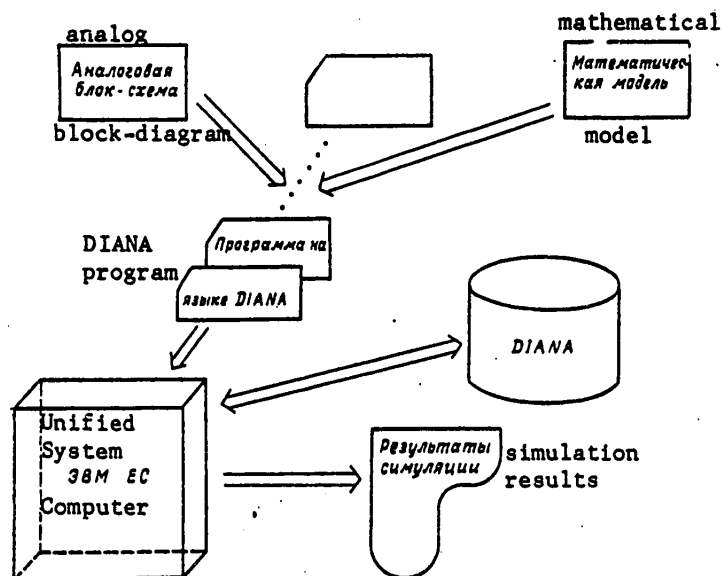 analog
Аналоговая
блок-схема
block-diagram
mathematical
Математичес-
кая модель
model
DIANA
program
Программа на
языке DIANA
DIANA
Unified
System
ЭВМ ЕС
Computer
Результаты
симуляции
simulation
results